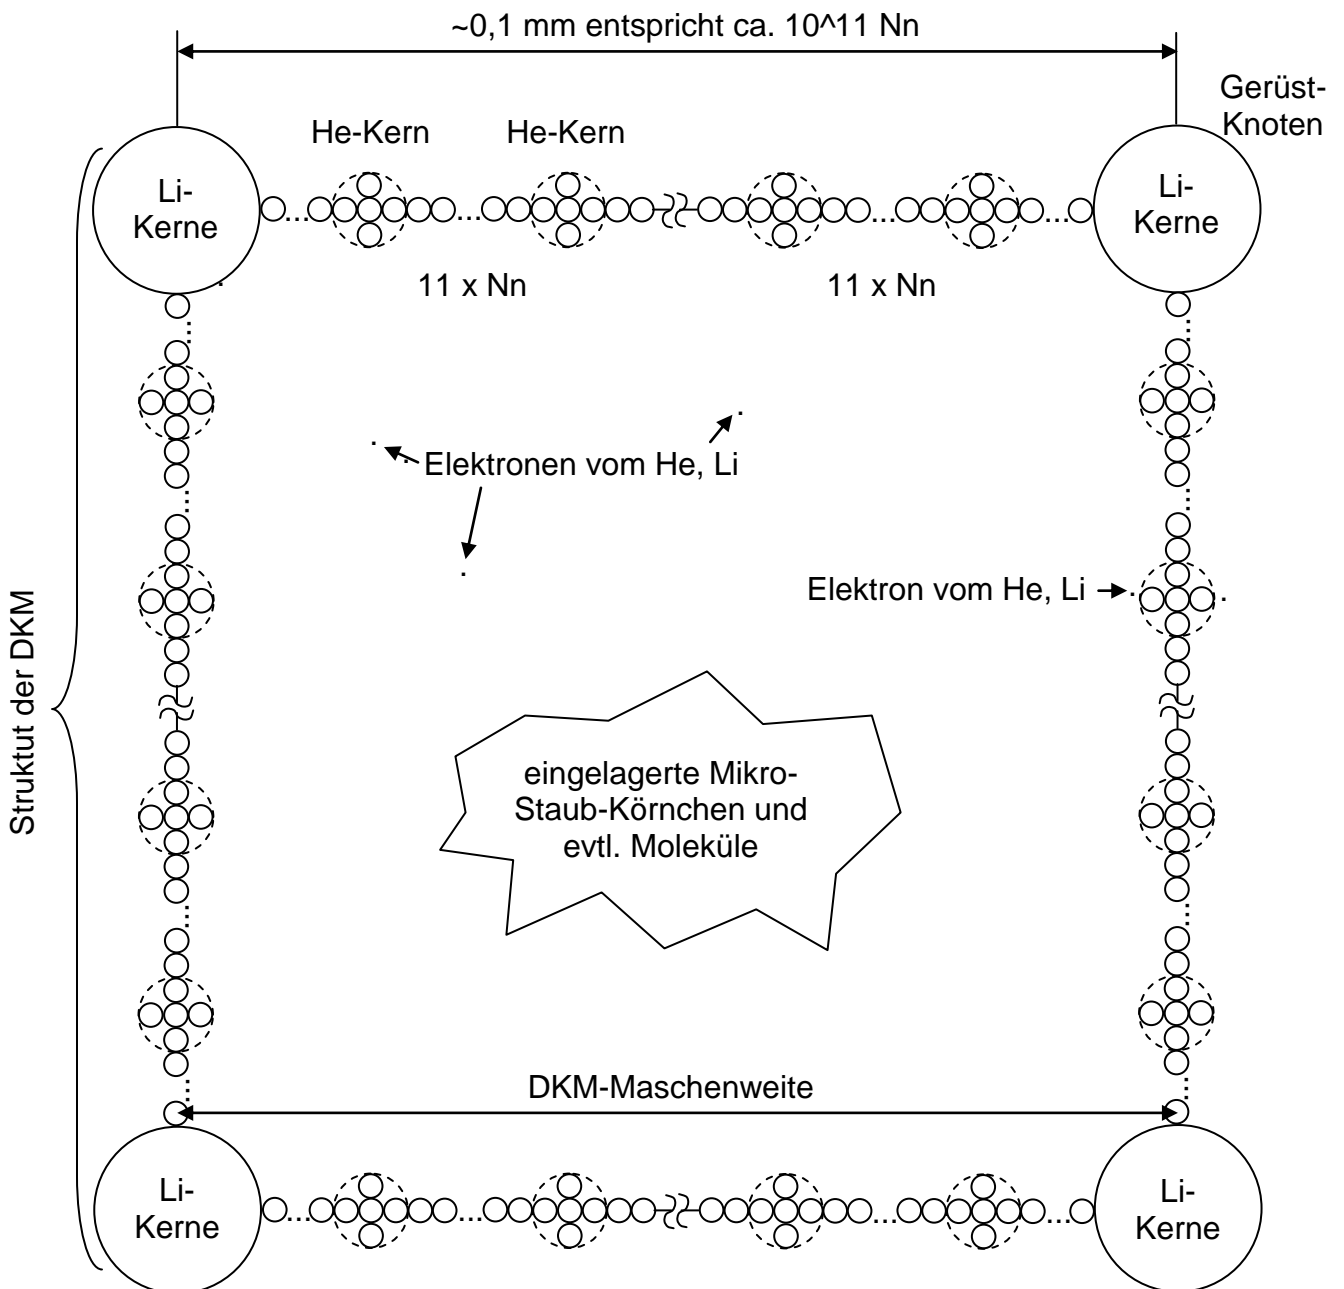 ~0,1 mm entspricht ca. 10^11 Nn
Gerüst-
Knoten
He-Kern
He-Kern
Li-
Kerne
Li-
Kerne
11 x Nn
11 x Nn
Elektronen vom He, Li
Elektron vom He, Li
Struktut der DKM
eingelagerte Mikro-
Staub-Körnchen und
evtl. Moleküle
DKM-Maschenweite
Li-
Kerne
Li-
Kerne